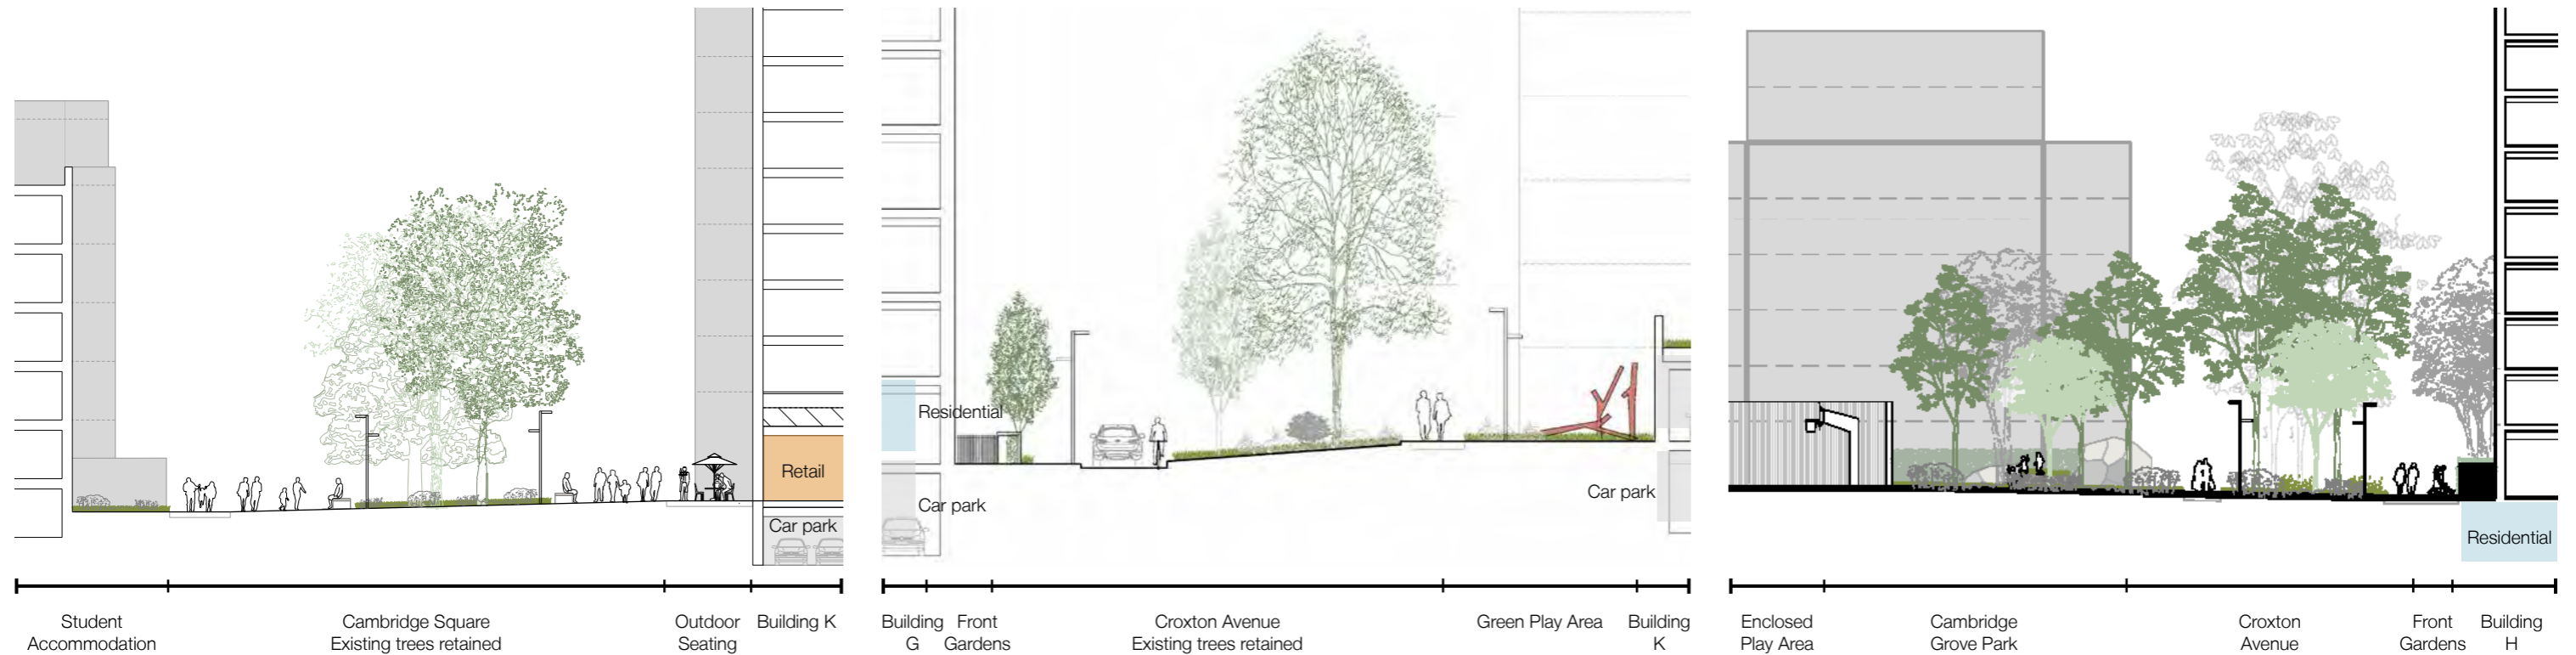 Retail
Car park
Student
Accommodation
Cambridge Square
Existing trees retained
Outdoor
Seating
Building K
Residential
Car park
Car park
Building
G
Front
Gardens
Croxton Avenue
Existing trees retained
Green Play Area
Building
K
Residential
Enclosed
Play Area
Cambridge
Grove Park
Croxton
Avenue
Front
Gardens
Building
H